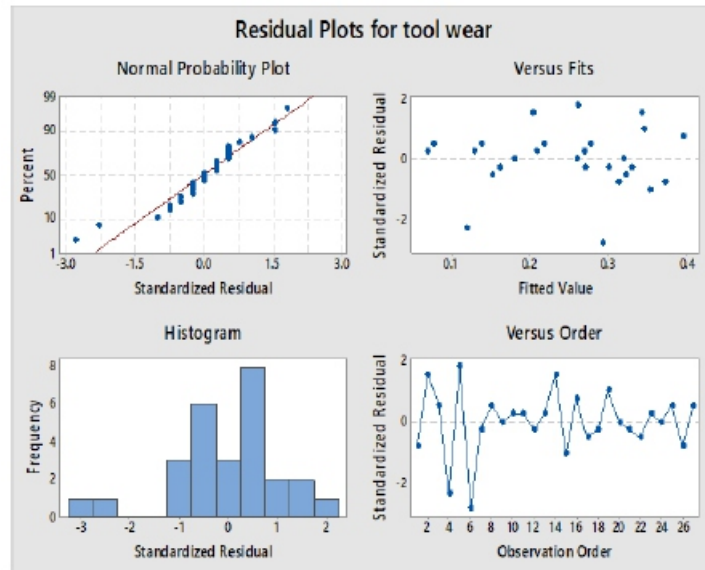 Residual Plots for tool wear
Normal Probability Plot
99
90
50
10
1
Percent
-3.0 -1.5 0.0 1.5 3.0
Standardized Residual
Versus Fits
2
0
-2
Standardized Residual
0.1 0.2 0.3 0.4
Fitted Value
Histogram
8
6
4
2
0
Frequency
-3 -2 -1 0 1 2
Standardized Residual
Versus Order
2
0
-2
Standardized Residual
2 4 6 8 10 12 14 16 18 20 22 24 26
Observation Order